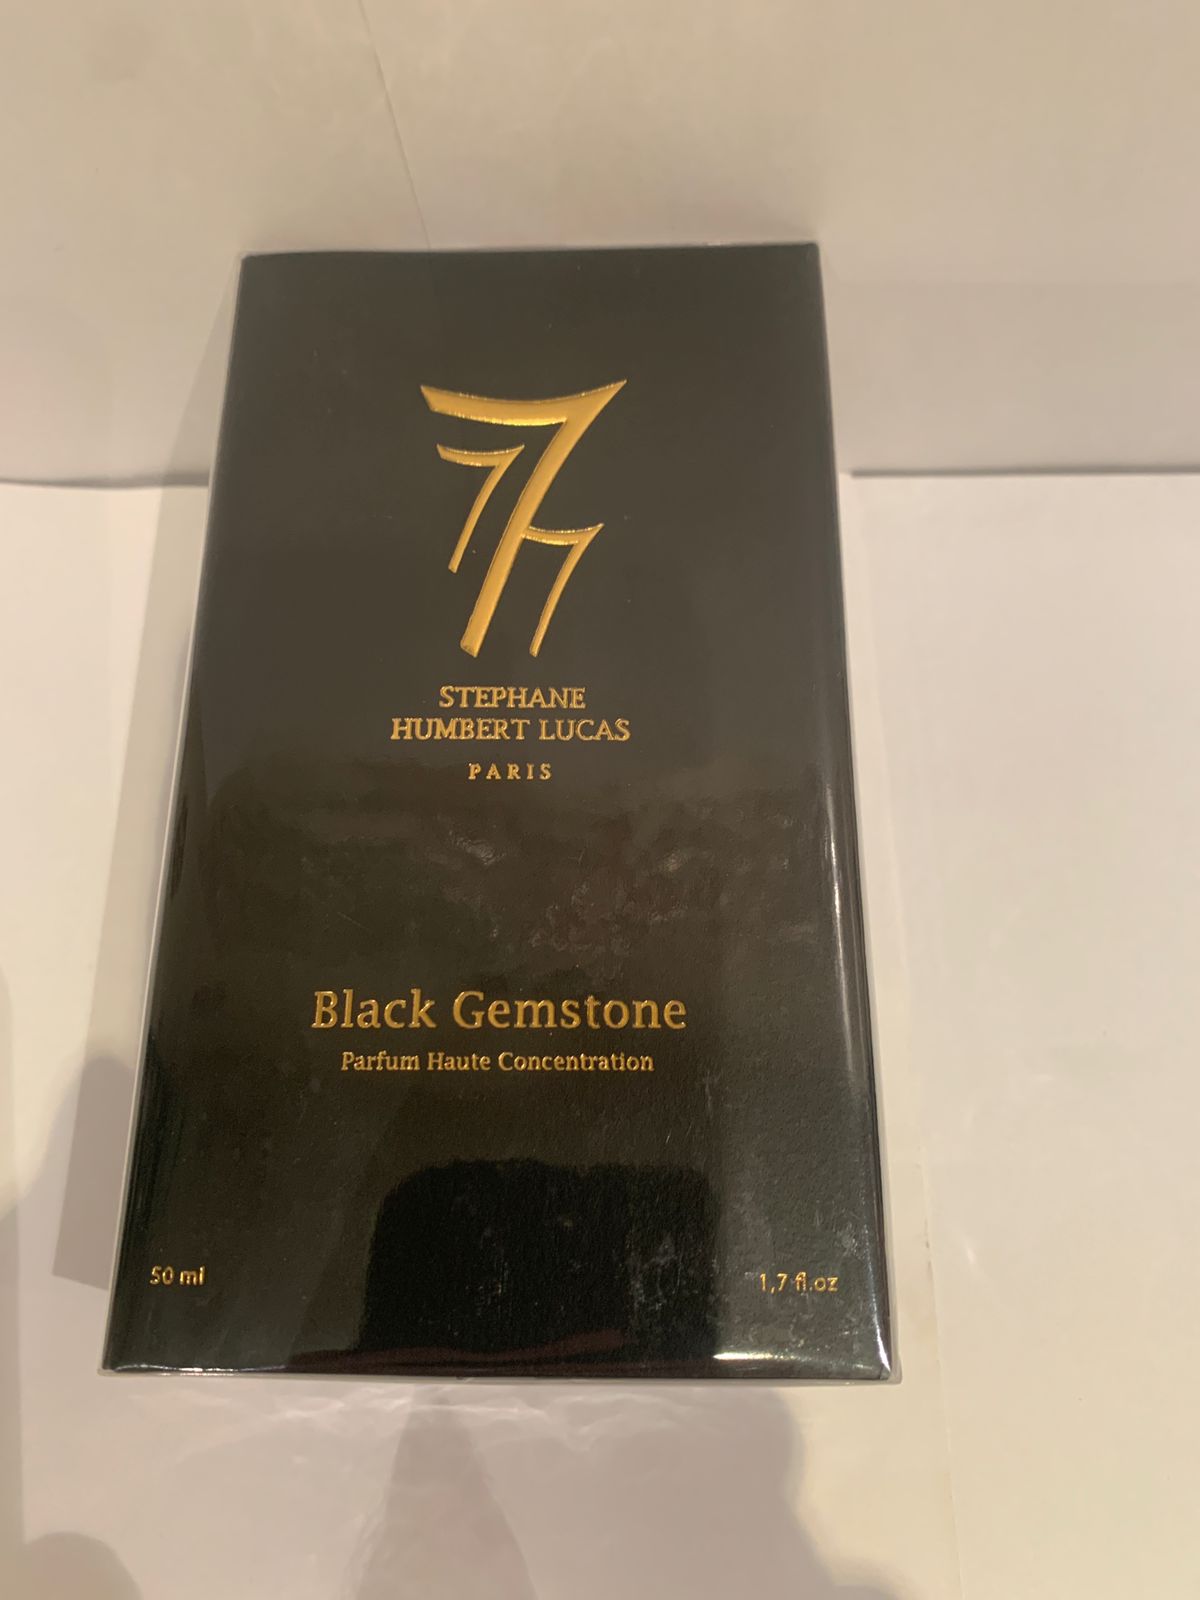 777
STEPHANE
HUMBERT LUCAS
PARIS
Black Gemstone
Parfum Haute Concentration
50 ml
1,7 fl.oz